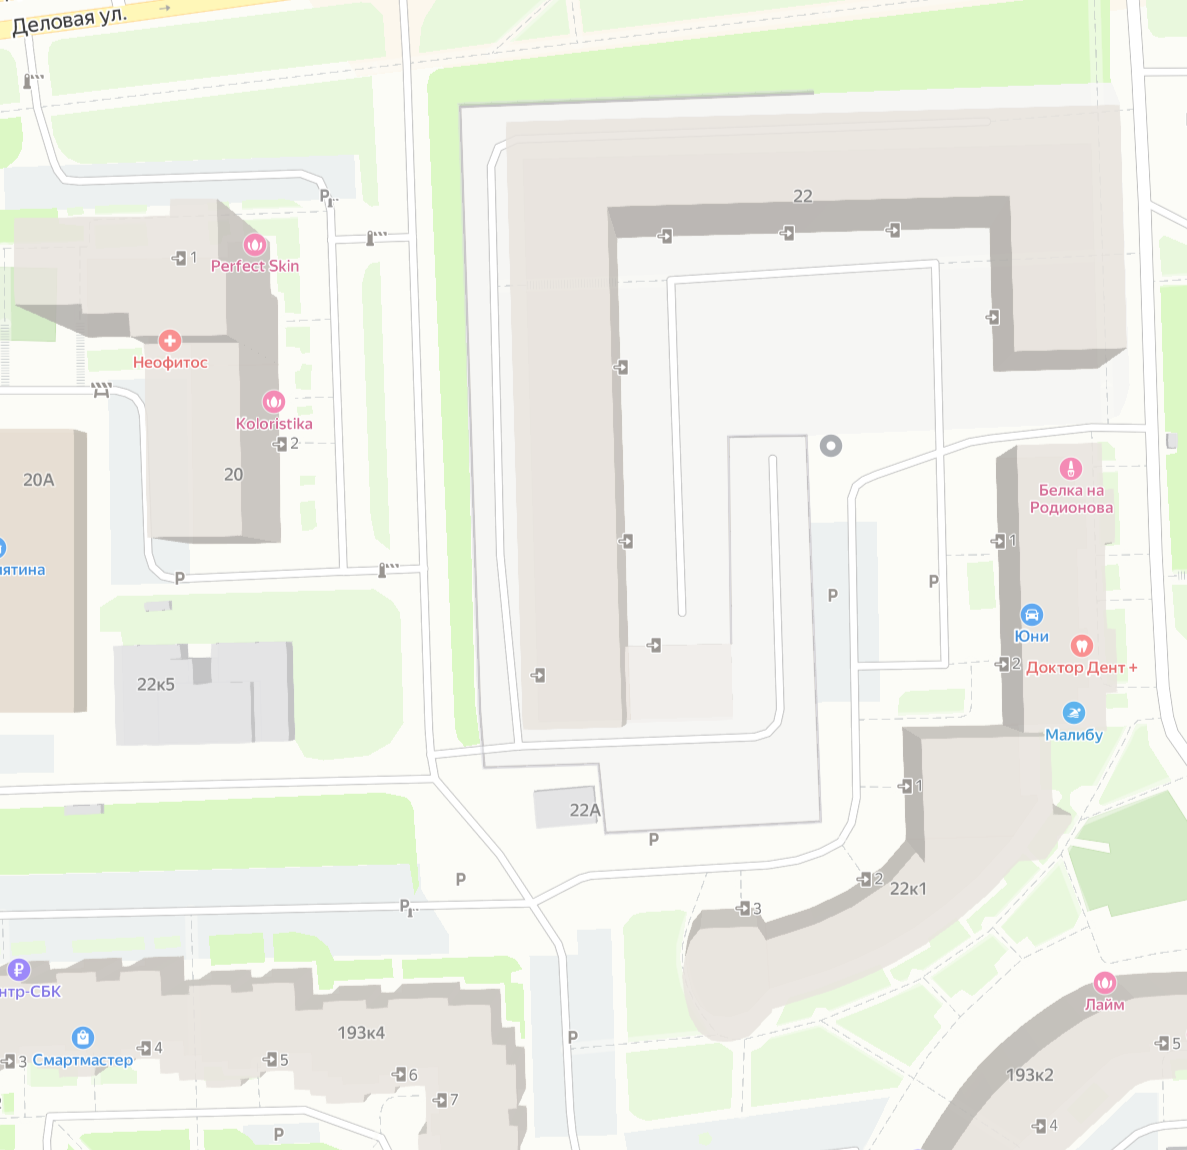 Деловая ул.
22
P
1
Perfect Skin
Неофитос
Koloristika
2
20А
20
Белка на
Родионова
1
P
P
P
Юни
2
Доктор Дент +
22к5
Малибу
1
22А
P
P
2
22к1
P
3
нтр-СБК
Лайм
193к4
P
4
Смартмастер
3
5
6
5
193к2
7
4
P